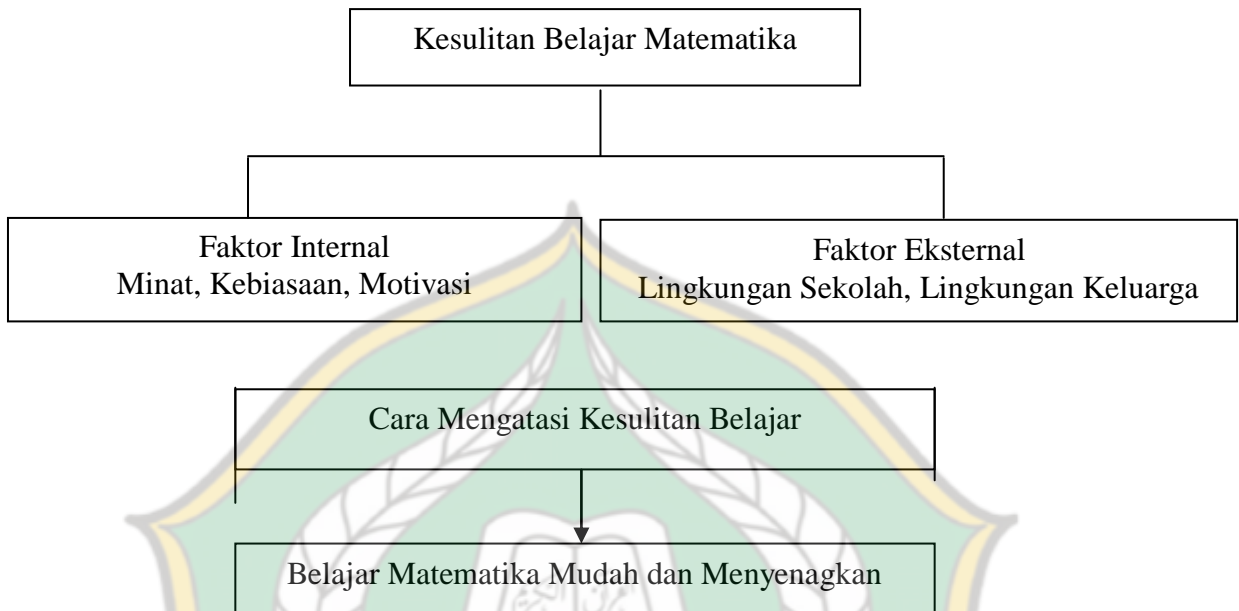 Kesulitan Belajar Matematika
Faktor Internal
Minat, Kebiasaan, Motivasi
Faktor Eksternal
Lingkungan Sekolah, Lingkungan Keluarga
Cara Mengatasi Kesulitan Belajar
Belajar Matematika Mudah dan Menyenagkan